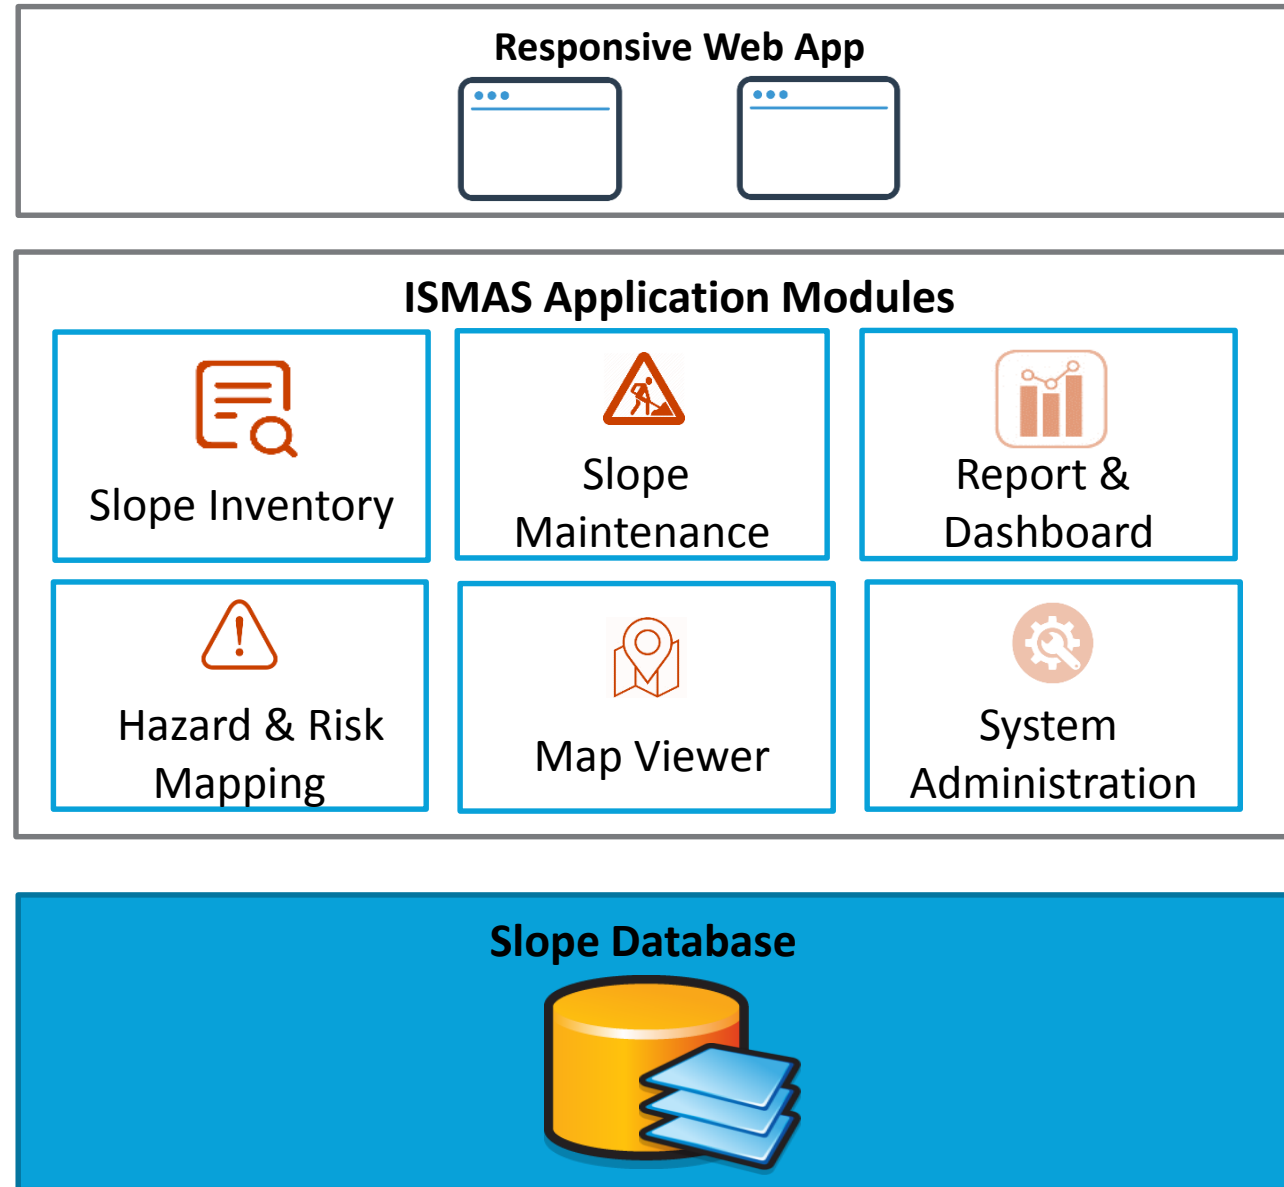 Responsive Web App
ISMAS Application Modules
Slope Inventory
Slope
Maintenance
Report &
Dashboard
Hazard & Risk
Mapping
Map Viewer
System
Administration
Slope Database